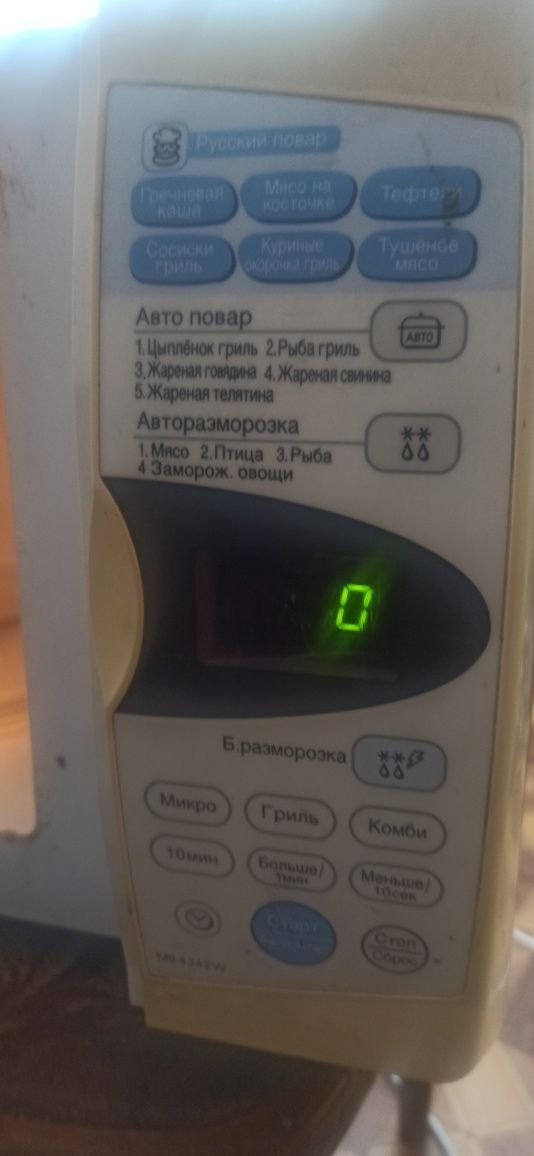 Русский повар
Гречневая
каша
Мясо на
косточке
Тефтели
Сосиски
гриль
Куриные
окорочка гриль
Тушёное
мясо
Авто повар
АВТО
1.Цыплёнок гриль 2.Рыба гриль
3.Жареная говядина 4.Жареная свинина
5.Жареная телятина
Авторазморозка
1.Мясо 2.Птица 3.Рыба
4 Заморож. овощи
0
Б.разморозка
Микро
Гриль
Комби
10мин
Больше/
1мин
Меньше/
10сек
Старт
Стоп
Сброс